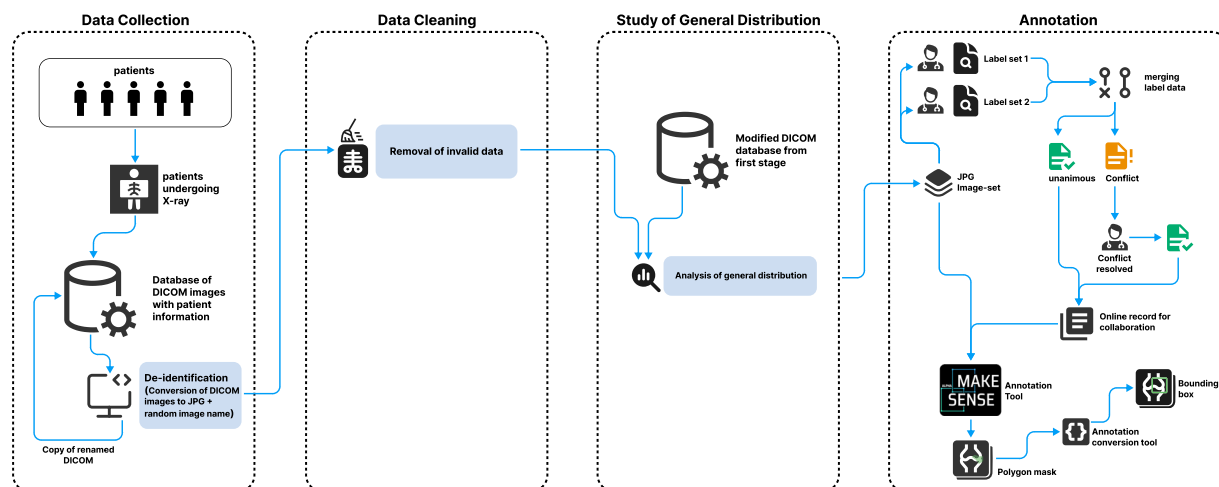 Data Collection
patients
patients
undergoing
X-ray
Database of
DICOM images
with patient
information
De-identification
(Conversion of DICOM
images to JPG +
random image name)
Copy of renamed
DICOM
Data Cleaning
Removal of invalid data
Study of General Distribution
Modified DICOM
database from
first stage
Analysis of general distribution
Annotation
Label set 1
Label set 2
merging
label data
unanimous
Conflict
JPG
Image-set
Conflict
resolved
Online record for
collaboration
ALPHA
MAKE
SENSE
Annotation
Tool
Polygon mask
Annotation
conversion tool
Bounding
box